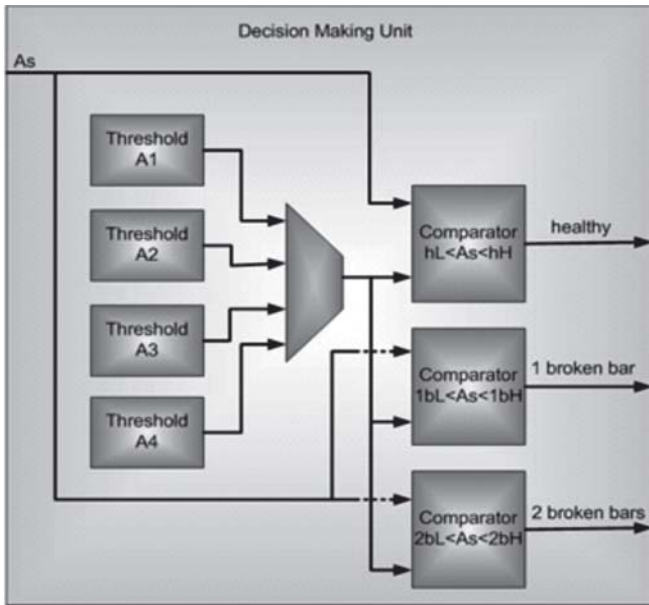 Decision Making Unit
As
Threshold
A1
Threshold
A2
Threshold
A3
Threshold
A4
Comparator
hL<As<hH
healthy
Comparator
1bL<As<1bH
1 broken bar
Comparator
2bL<As<2bH
2 broken bars